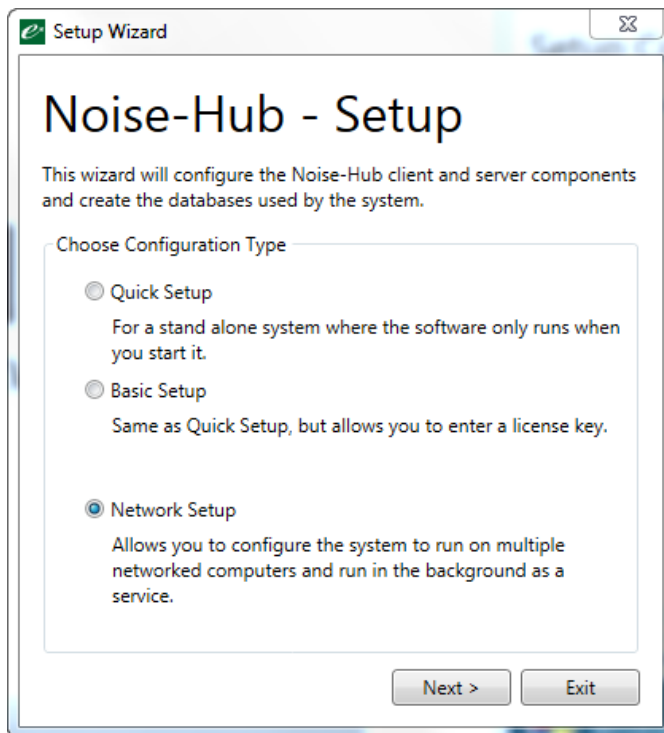 Setup Wizard
Noise-Hub - Setup
This wizard will configure the Noise-Hub client and server components
and create the databases used by the system.
Choose Configuration Type
Quick Setup
For a stand alone system where the software only runs when
you start it.
Basic Setup
Same as Quick Setup, but allows you to enter a license key.
Network Setup
Allows you to configure the system to run on multiple
networked computers and run in the background as a
service.
Next >
Exit